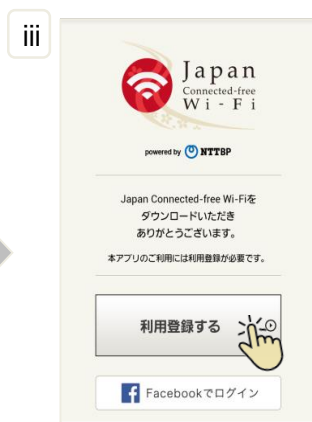 iii
Japan
Connected-free
Wi-Fi
powered by NTTBP
Japan Connected-free Wi-Fiを
ダウンロードいただき
ありがとうございます。
本アプリのご利用には利用登録が必要です。
利用登録する
Facebookでログイン